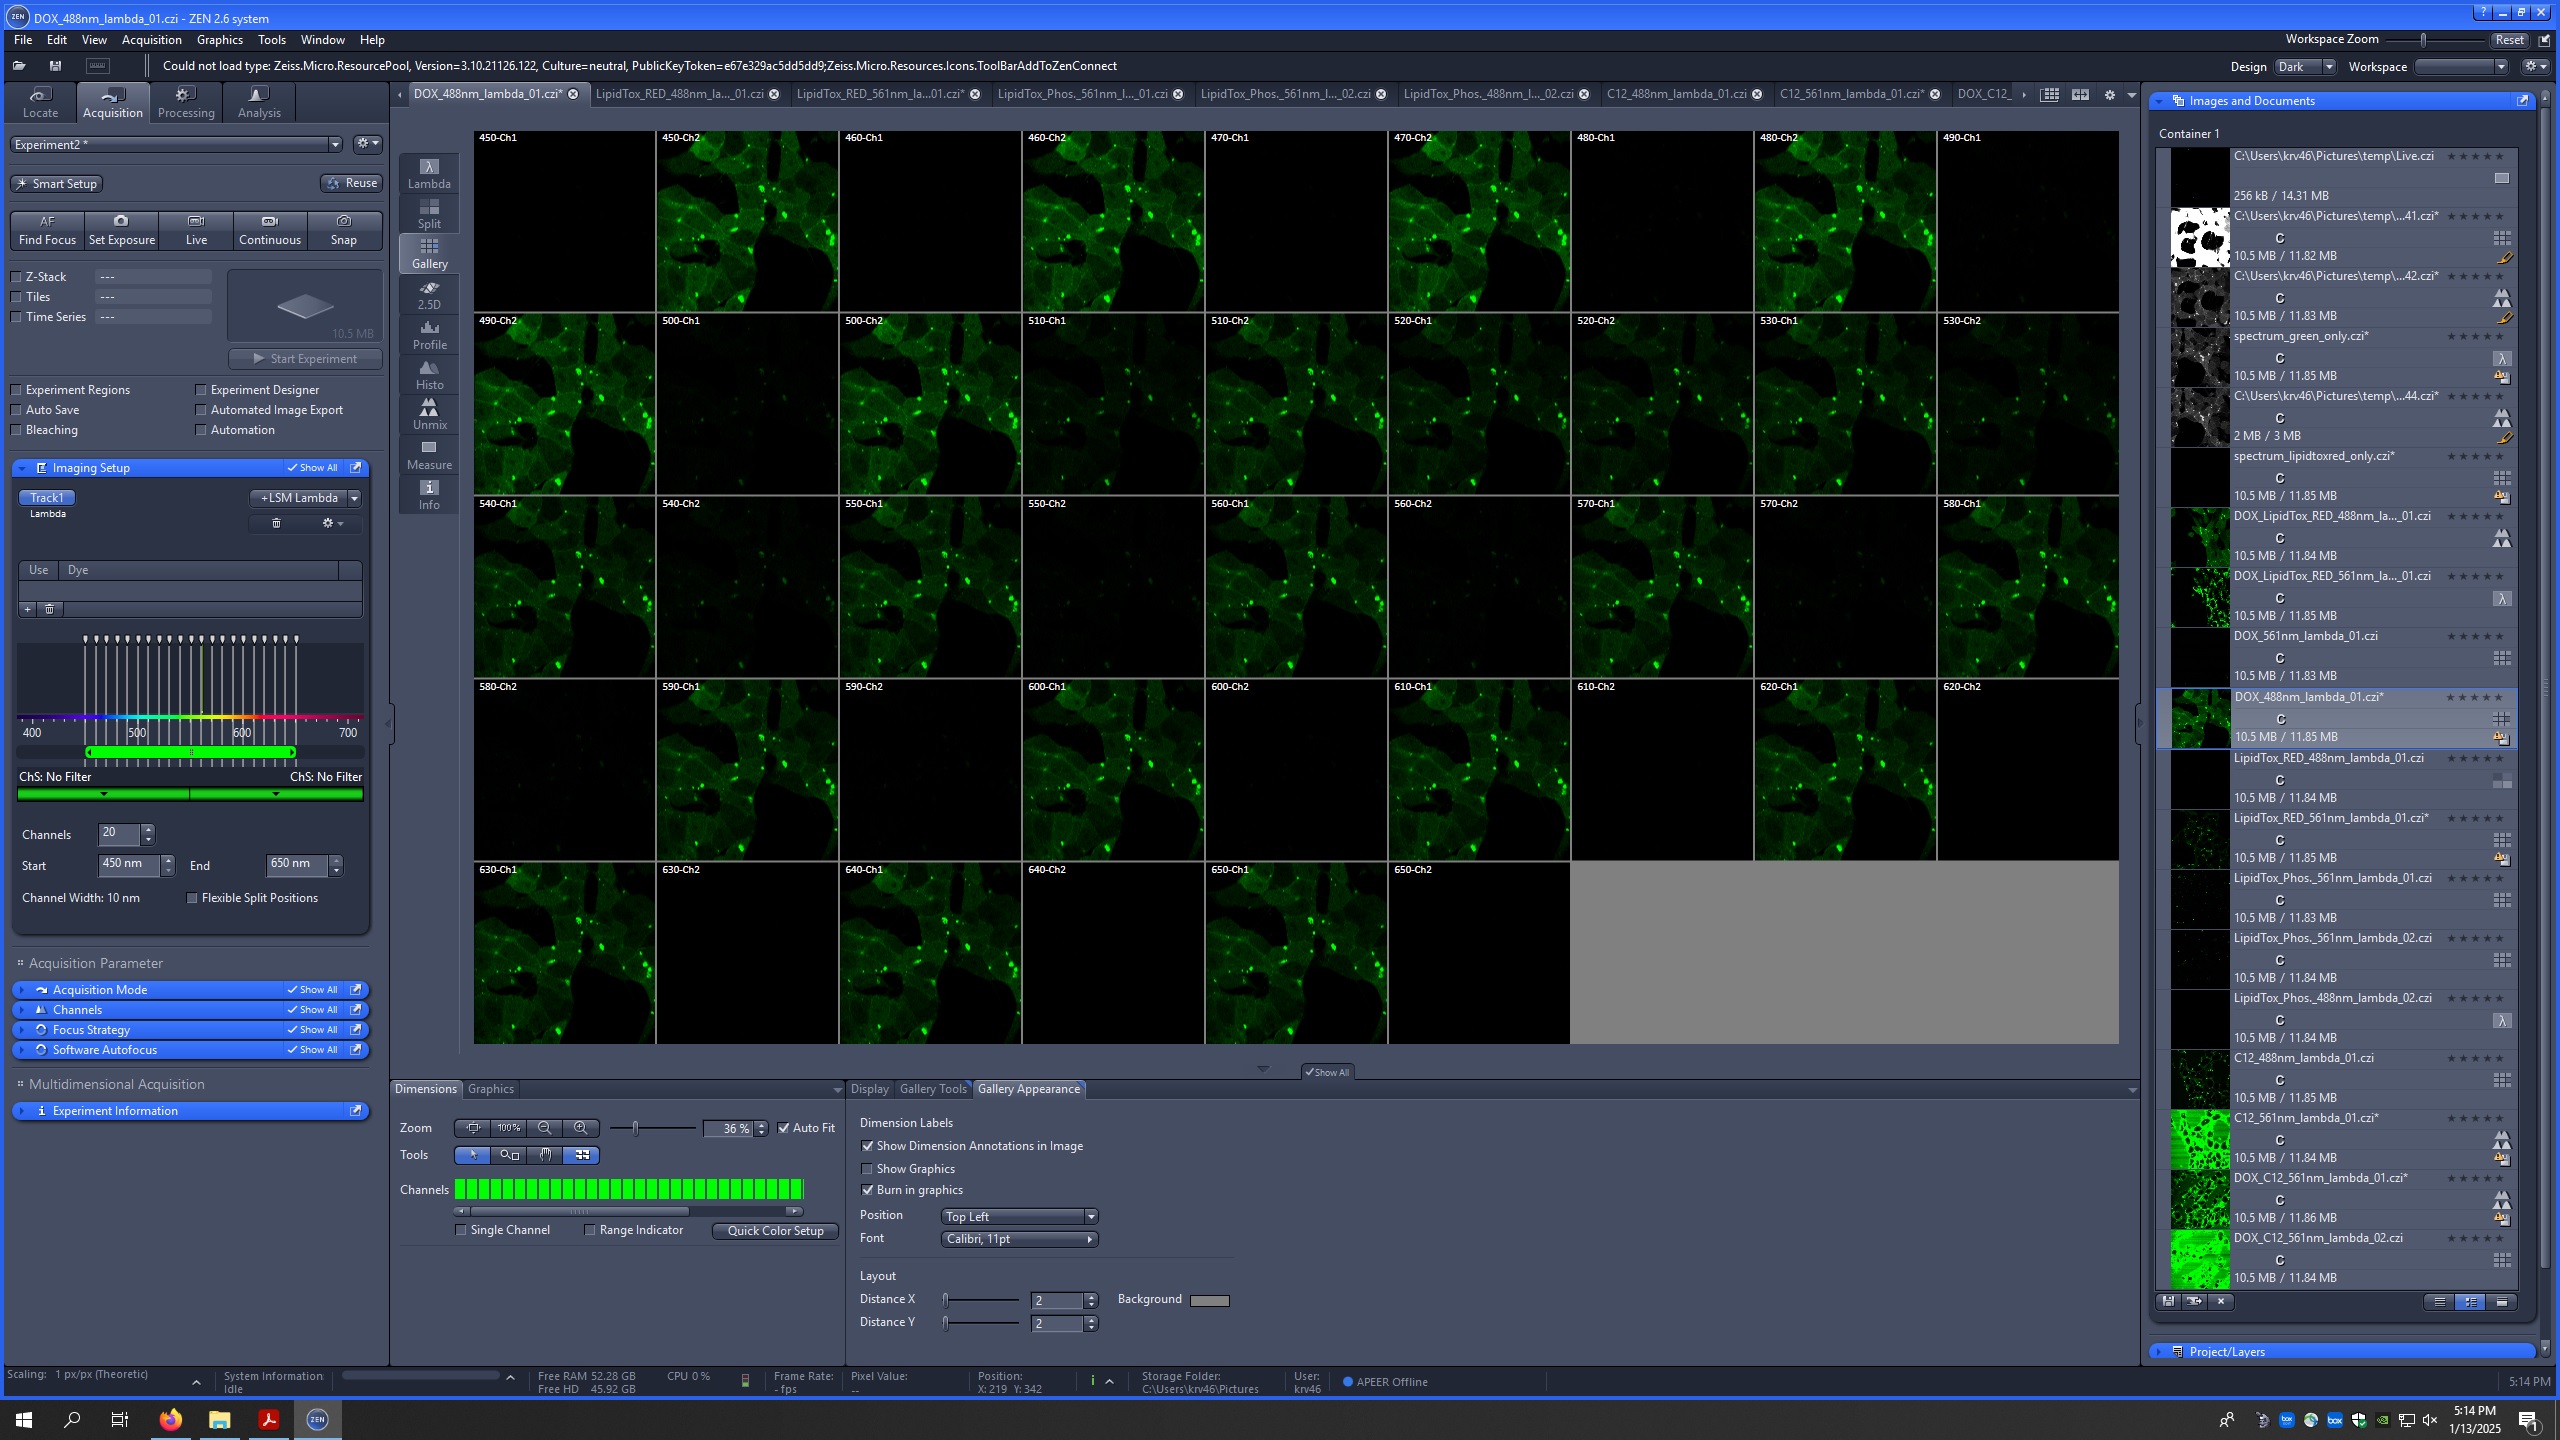 DOX_488nm_lambda_01.czi - ZEN 2.6 system
File Edit View Acquisition Graphics Tools Window Help
Workspace Zoom Reset
Could not load type: Zeiss.Micro.ResourcePool, Version=3.10.21126.122, Culture=neutral, PublicKeyToken=e67e329ac5dd5dd9;Zeiss.Micro.Resources.Icons.ToolBarAddToZenConnect
Design Dark Workspace
Locate Acquisition Processing Analysis
DOX_488nm_lambda_01.czi* LipidTox_RED_488nm_la..._01.czi LipidTox_RED_561nm_la...01.czi* LipidTox_Phos._561nm_l..._01.czi LipidTox_Phos._561nm_l..._02.czi LipidTox_Phos._488nm_l..._02.czi C12_488nm_lambda_01.czi C12_561nm_lambda_01.czi* DOX_C12_
Experiment2 *
Smart Setup Reuse
AF
Find Focus Set Exposure Live Continuous Snap
Z-Stack ---
Tiles ---
Time Series ---
10.5 MB
Start Experiment
Experiment Regions Experiment Designer
Auto Save Automated Image Export
Bleaching Automation
Imaging Setup Show All
Track1 +LSM Lambda
Lambda
Use Dye
+
400 500 600 700
ChS: No Filter ChS: No Filter
Channels 20
Start 450 nm End 650 nm
Channel Width: 10 nm Flexible Split Positions
Acquisition Parameter
Acquisition Mode Show All
Channels Show All
Focus Strategy Show All
Software Autofocus Show All
Multidimensional Acquisition
Experiment Information
λ
Lambda
Split
Gallery
2.5D
Profile
Histo
Unmix
Measure
Info
450-Ch1 450-Ch2 460-Ch1 460-Ch2 470-Ch1 470-Ch2 480-Ch1 480-Ch2 490-Ch1
490-Ch2 500-Ch1 500-Ch2 510-Ch1 510-Ch2 520-Ch1 520-Ch2 530-Ch1 530-Ch2
540-Ch1 540-Ch2 550-Ch1 550-Ch2 560-Ch1 560-Ch2 570-Ch1 570-Ch2 580-Ch1
580-Ch2 590-Ch1 590-Ch2 600-Ch1 600-Ch2 610-Ch1 610-Ch2 620-Ch1 620-Ch2
630-Ch1 630-Ch2 640-Ch1 640-Ch2 650-Ch1 650-Ch2
Show All
Dimensions Graphics
Zoom 100% 36 % Auto Fit
Tools
Channels
Single Channel Range Indicator Quick Color Setup
Display Gallery Tools Gallery Appearance
Dimension Labels
Show Dimension Annotations in Image
Show Graphics
Burn in graphics
Position Top Left
Font Calibri, 11pt
Layout
Distance X 2 Background
Distance Y 2
Images and Documents
Container 1
C:\Users\krv46\Pictures\temp\Live.czi
256 kB / 14.31 MB
C:\Users\krv46\Pictures\temp\...41.czi*
C
10.5 MB / 11.82 MB
C:\Users\krv46\Pictures\temp\...42.czi*
C
10.5 MB / 11.83 MB
spectrum_green_only.czi*
C λ
10.5 MB / 11.85 MB
C:\Users\krv46\Pictures\temp\...44.czi*
C
2 MB / 3 MB
spectrum_lipidtoxred_only.czi*
C
10.5 MB / 11.85 MB
DOX_LipidTox_RED_488nm_la..._01.czi
C
10.5 MB / 11.84 MB
DOX_LipidTox_RED_561nm_la..._01.czi
C λ
10.5 MB / 11.85 MB
DOX_561nm_lambda_01.czi
C
10.5 MB / 11.83 MB
DOX_488nm_lambda_01.czi*
C
10.5 MB / 11.85 MB
LipidTox_RED_488nm_lambda_01.czi
C
10.5 MB / 11.84 MB
LipidTox_RED_561nm_lambda_01.czi*
C
10.5 MB / 11.85 MB
LipidTox_Phos._561nm_lambda_01.czi
C
10.5 MB / 11.83 MB
LipidTox_Phos._561nm_lambda_02.czi
C
10.5 MB / 11.84 MB
LipidTox_Phos._488nm_lambda_02.czi
C λ
10.5 MB / 11.84 MB
C12_488nm_lambda_01.czi
C
10.5 MB / 11.85 MB
C12_561nm_lambda_01.czi*
C
10.5 MB / 11.84 MB
DOX_C12_561nm_lambda_01.czi*
C
10.5 MB / 11.86 MB
DOX_C12_561nm_lambda_02.czi
C
10.5 MB / 11.84 MB
Project/Layers
Scaling: 1 px/px (Theoretic) System Information Free RAM 52.28 GB CPU 0 % Frame Rate: Pixel Value: Position: Storage Folder: User: APEER Offline 5:14 PM
Idle Free HD 45.92 GB - fps -- X: 219 Y: 342 C:\Users\krv46\Pictures krv46
ZEN
5:14 PM
1/13/2025